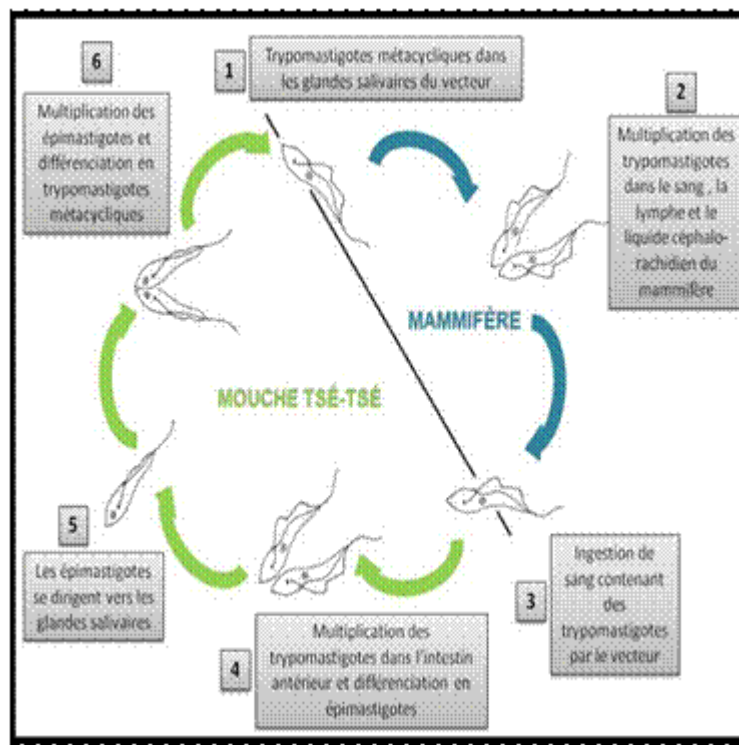 1
Trypomastigotes métacycliques dans
les glandes salivaires du vecteur
2
Multiplication des
trypomastigotes
dans le sang , la
lymphe et le
liquide céphalo-
rachidien du
mammifère
MAMMIFÈRE
3
Ingestion de
sang contenant
des
trypomastigotes
par le vecteur
4
Multiplication des
trypomastigotes dans l'intestin
antérieur et différenciation en
épimastigotes
5
Les épimastigotes
se dirigent vers les
glandes salivaires
6
Multiplication des
épimastigotes et
différenciation en
trypomastigotes
métacycliques
MOUCHE TSÉ-TSÉ